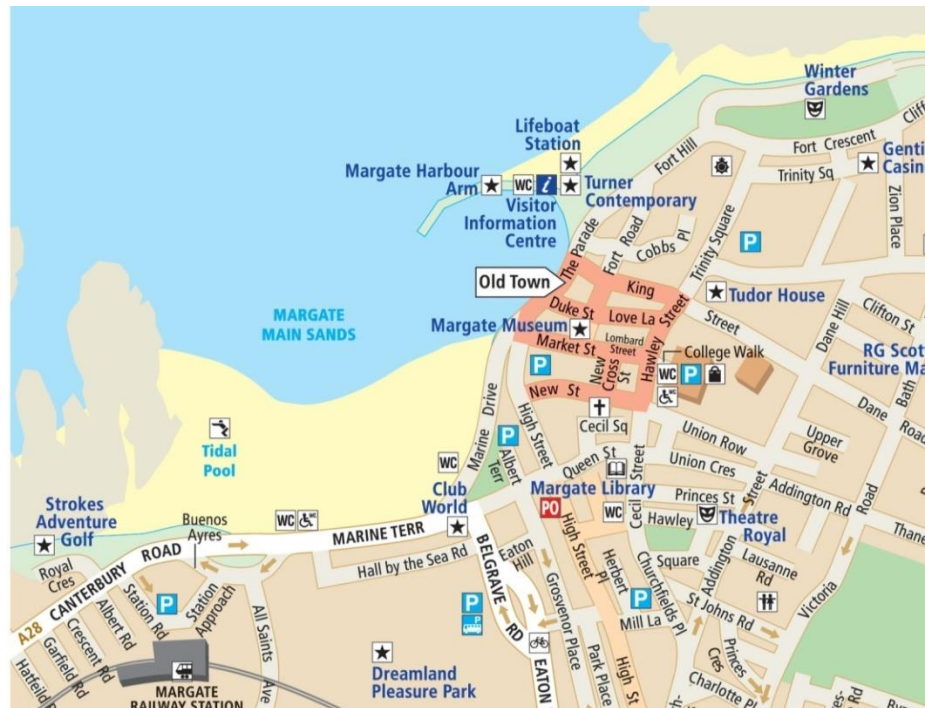 Winter
Gardens
Lifeboat
Station
Fort Crescent
Cliff
Fort Hill
Margate Harbour
Arm
WC
i
Turner
Contemporary
Visitor
Information
Centre
Trinity Sq
Genti
Casin
Zion Place
The Parade
Fort Road
Cobbs Pl
Trinity Square
P
Old Town
King
Street
Tudor House
Duke St
Love La
Margate Museum
Lombard
Street
Hawley Street
MARGATE
MAIN SANDS
Market St
New
Cross
St
College Walk
WC
P
WC
Dane Hill
Clifton St
RG Scot
Furniture Ma
Bath
Road
P
New St
Dane Road
Marine Drive
High Street
Cecil Sq
Union Row
Upper
Grove
Tidal
Pool
WC
P
Albert
Terr
Queen St
Union Cres
Addington Rd
Club
World
PO
Margate Library
WC
Cecil Street
Princes St
Hawley
Square
Theatre
Royal
Addington Street
Strokes
Adventure
Golf
Buenos
Ayres
WC
WC
MARINE TERR
Hall by the Sea Rd
BELGRAVE RD
Eaton
Hill
High Street
Thane
Royal
Cres
A28
CANTERBURY ROAD
Station Rd
P
Station
Approach
All Saints
Ave
P
P
Grosvenor Place
Herbert
Pl
Churchfields Pl
P
Mill La
St Johns Rd
Lausanne
Rd
Victoria
Albert Rd
Crescent Rd
Garfield Rd
Hatfeild Rd
MARGATE
RAILWAY STATION
Dreamland
Pleasure Park
EATON
Park Place
High St
Princes
Cres
Charlotte Pl